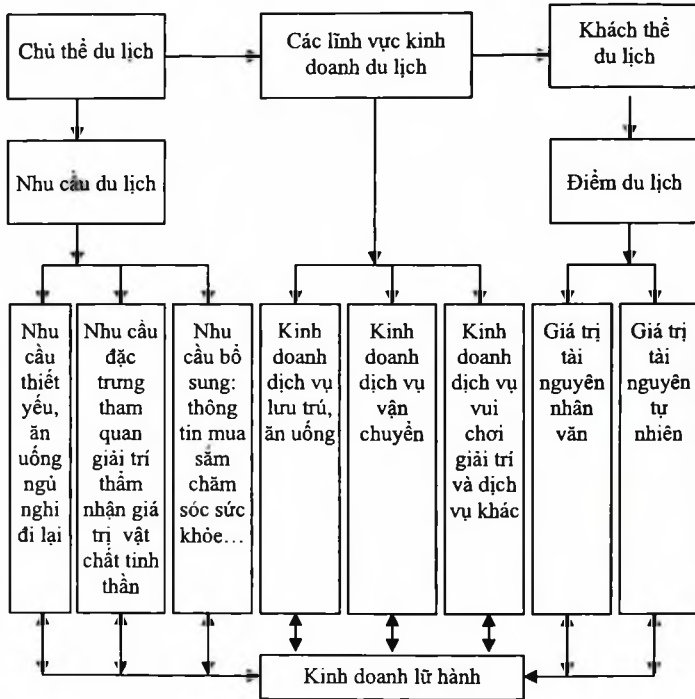 Chủ thể du lịch
Các lĩnh vực kinh
doanh du lịch
Khách thể
du lịch
Nhu cầu du lịch
Điểm du lịch
Nhu
cầu
thiết
yếu,
ăn
uống
ngủ
nghi
đi lại
Nhu cầu
đặc
trưng
tham
quan
giải trí
thẩm
nhận giá
trị vật
chất tinh
thần
Nhu
cầu bổ
sung:
thông
tin mua
sắm
chăm
sóc sức
khỏe...
Kinh
doanh
dịch vụ
lưu trú,
ăn uống
Kinh
doanh
dịch vụ
vận
chuyển
Kinh
doanh
dịch vụ
vui
chơi
giải trí
và dịch
vụ khác
Giá trị
tài
nguyên
nhân
văn
Giá trị
tài
nguyên
tự
nhiên
Kinh doanh lữ hành